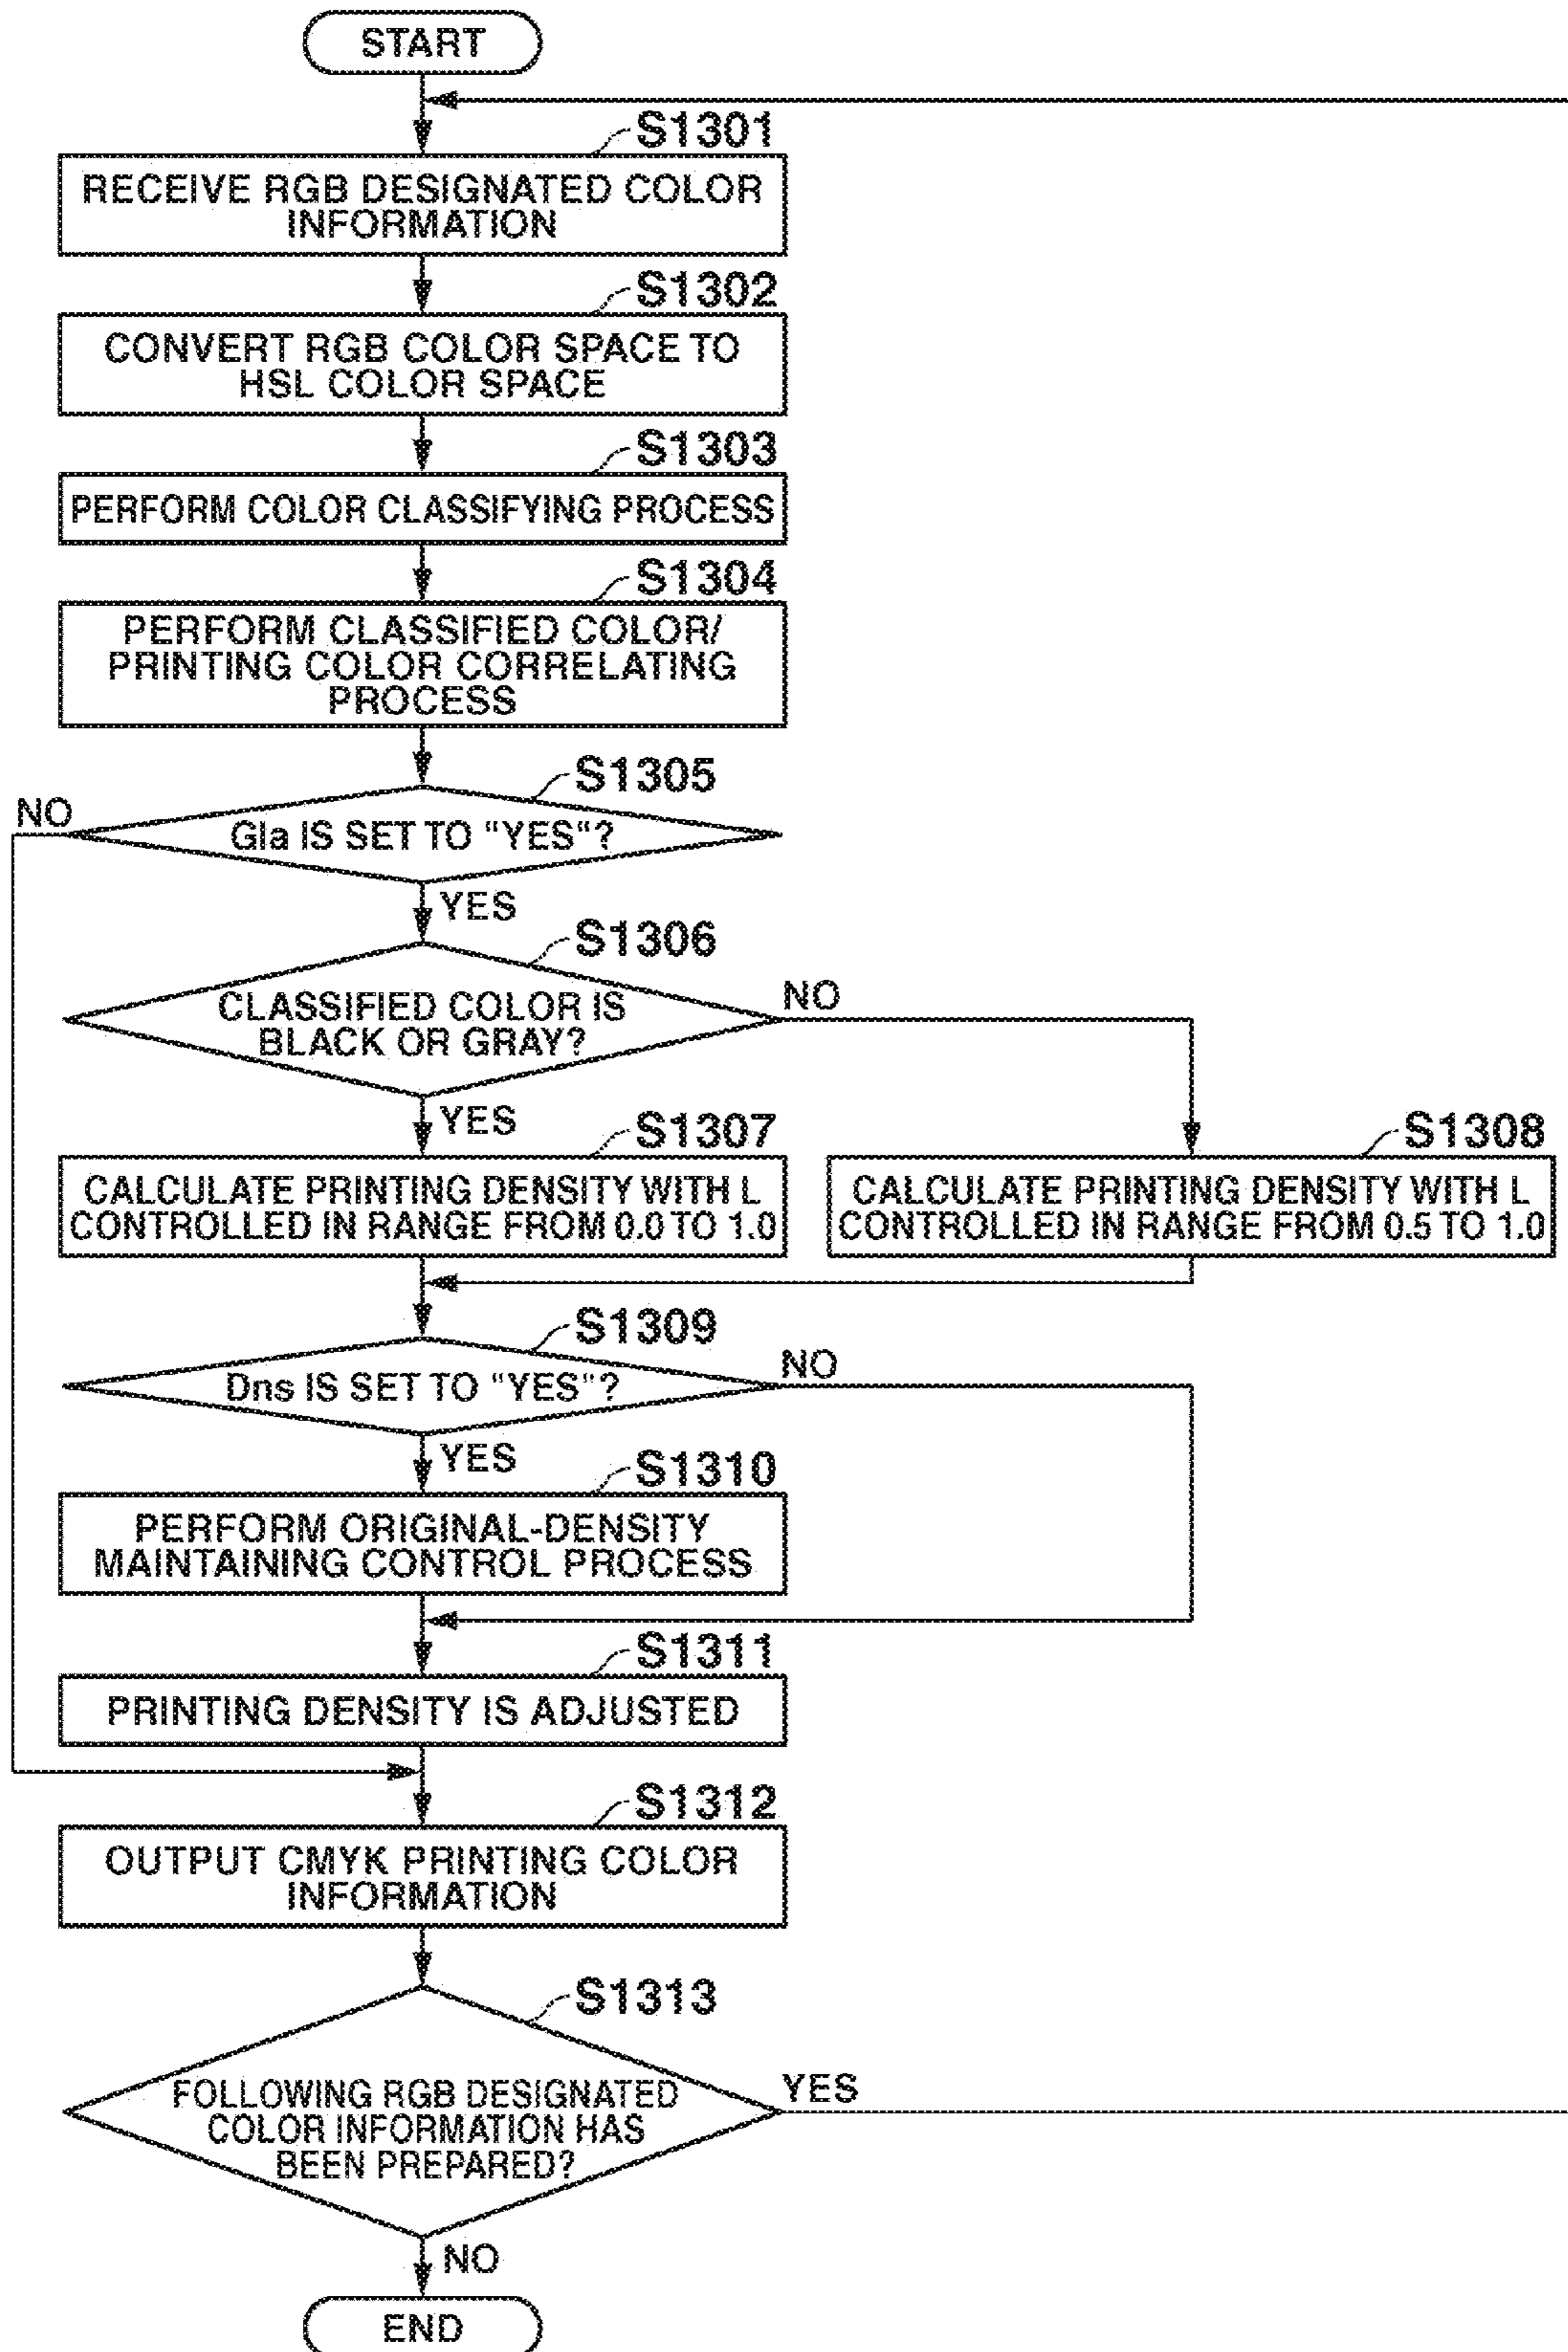 START
S1301
RECEIVE RGB DESIGNATED COLOR
INFORMATION
S1302
CONVERT RGB COLOR SPACE TO
HSL COLOR SPACE
S1303
PERFORM COLOR CLASSIFYING PROCESS
S1304
PERFORM CLASSIFIED COLOR/
PRINTING COLOR CORRELATING
PROCESS
S1305
NO
Gla IS SET TO "YES"?
YES
S1306
CLASSIFIED COLOR IS
BLACK OR GRAY?
NO
YES
S1307
CALCULATE PRINTING DENSITY WITH L
CONTROLLED IN RANGE FROM 0.0 TO 1.0
S1308
CALCULATE PRINTING DENSITY WITH L
CONTROLLED IN RANGE FROM 0.5 TO 1.0
S1309
Dns IS SET TO "YES"?
NO
YES
S1310
PERFORM ORIGINAL-DENSITY
MAINTAINING CONTROL PROCESS
S1311
PRINTING DENSITY IS ADJUSTED
S1312
OUTPUT CMYK PRINTING COLOR
INFORMATION
S1313
FOLLOWING RGB DESIGNATED
COLOR INFORMATION HAS
BEEN PREPARED?
YES
NO
END